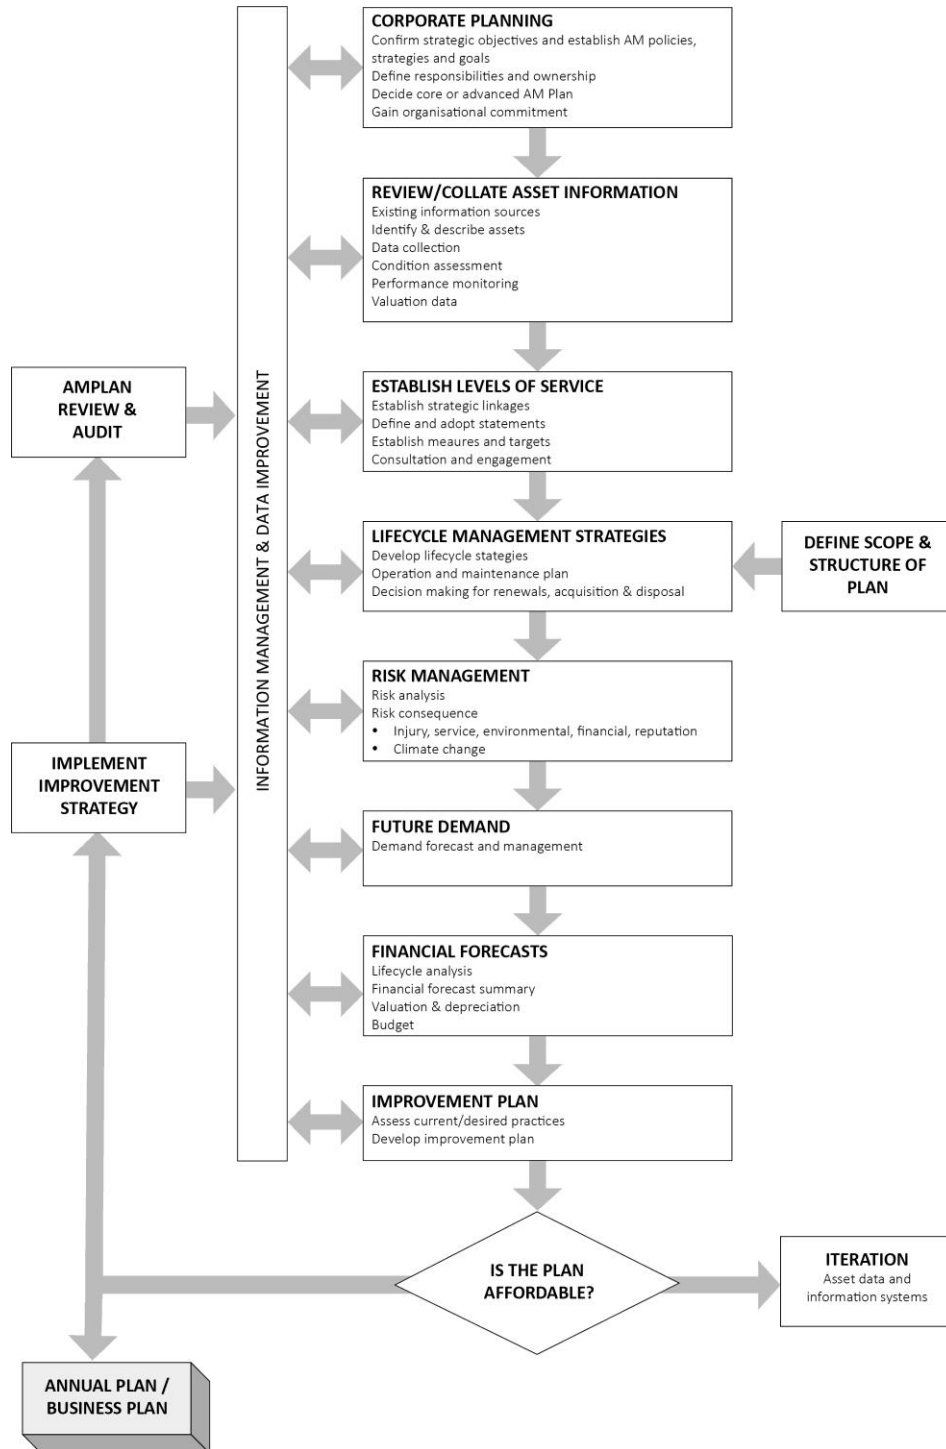 CORPORATE PLANNING
Confirm strategic objectives and establish AM policies,
strategies and goals
Define responsibilities and ownership
Decide core or advanced AM Plan
Gain organisational commitment
REVIEW/COLLATE ASSET INFORMATION
Existing information sources
Identify & describe assets
Data collection
Condition assessment
Performance monitoring
Valuation data
AMPLAN
REVIEW &
AUDIT
INFORMATION MANAGEMENT & DATA IMPROVEMENT
ESTABLISH LEVELS OF SERVICE
Establish strategic linkages
Define and adopt statements
Establish measures and targets
Consultation and engagement
LIFECYCLE MANAGEMENT STRATEGIES
Develop lifecycle stategies
Operation and maintenance plan
Decision making for renewals, acquisition & disposal
DEFINE SCOPE &
STRUCTURE OF
PLAN
RISK MANAGEMENT
Risk analysis
Risk consequence
• Injury, service, environmental, financial, reputation
• Climate change
IMPLEMENT
IMPROVEMENT
STRATEGY
FUTURE DEMAND
Demand forecast and management
FINANCIAL FORECASTS
Lifecycle analysis
Financial forecast summary
Valuation & depreciation
Budget
IMPROVEMENT PLAN
Assess current/desired practices
Develop improvement plan
IS THE PLAN
AFFORDABLE?
ITERATION
Asset data and
information systems
ANNUAL PLAN /
BUSINESS PLAN